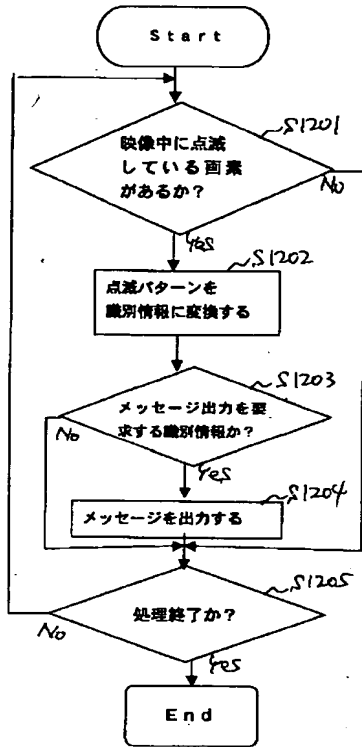 Start
S1201
映像中に点滅
している画素
があるか？
No
Yes
S1202
点滅パターンを
識別情報に変換する
S1203
メッセージ出力を要
求する識別情報か？
No
Yes
S1204
メッセージを出力する
S1205
処理終了か？
No
Yes
End